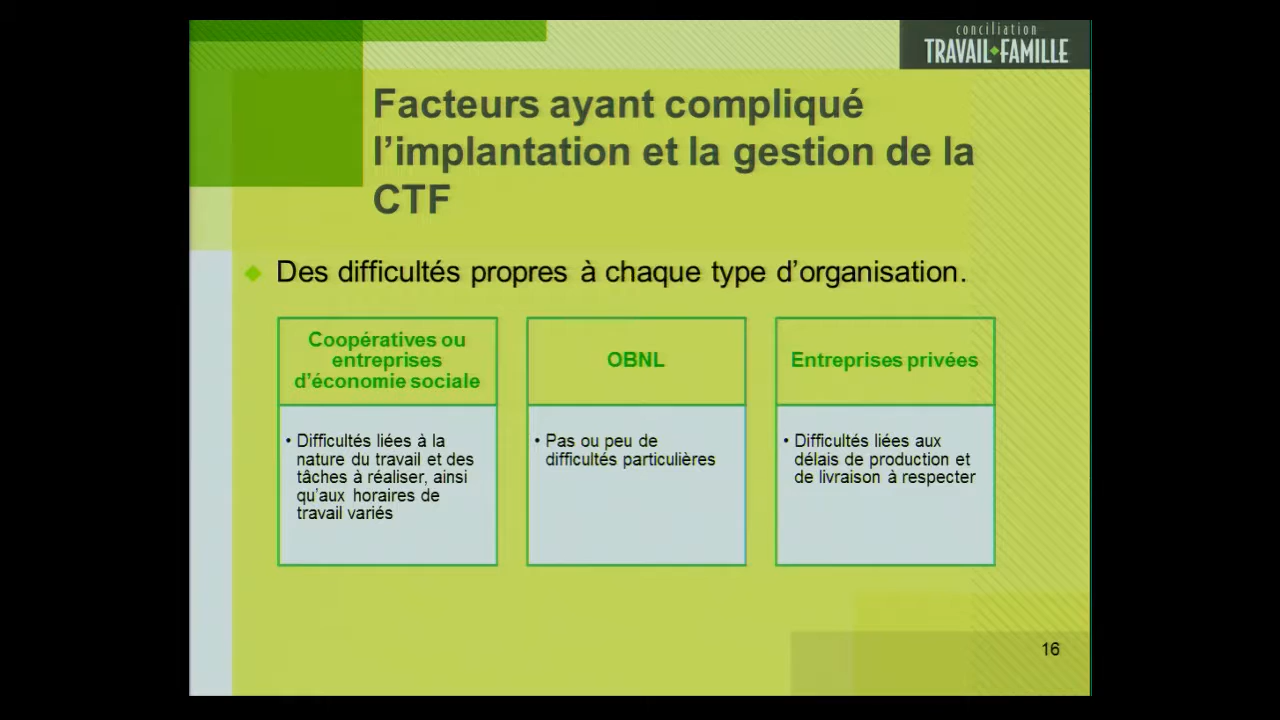 conciliation
TRAVAIL FAMILLE
Facteurs ayant compliqué
l’implantation et la gestion de la
CTF
Des difficultés propres à chaque type d’organisation.
Coopératives ou
entreprises
d’économie sociale
• Difficultés liées à la
nature du travail et des
tâches à réaliser, ainsi
qu’aux horaires de
travail variés
OBNL
• Pas ou peu de
difficultés particulières
Entreprises privées
• Difficultés liées aux
délais de production et
de livraison à respecter
16